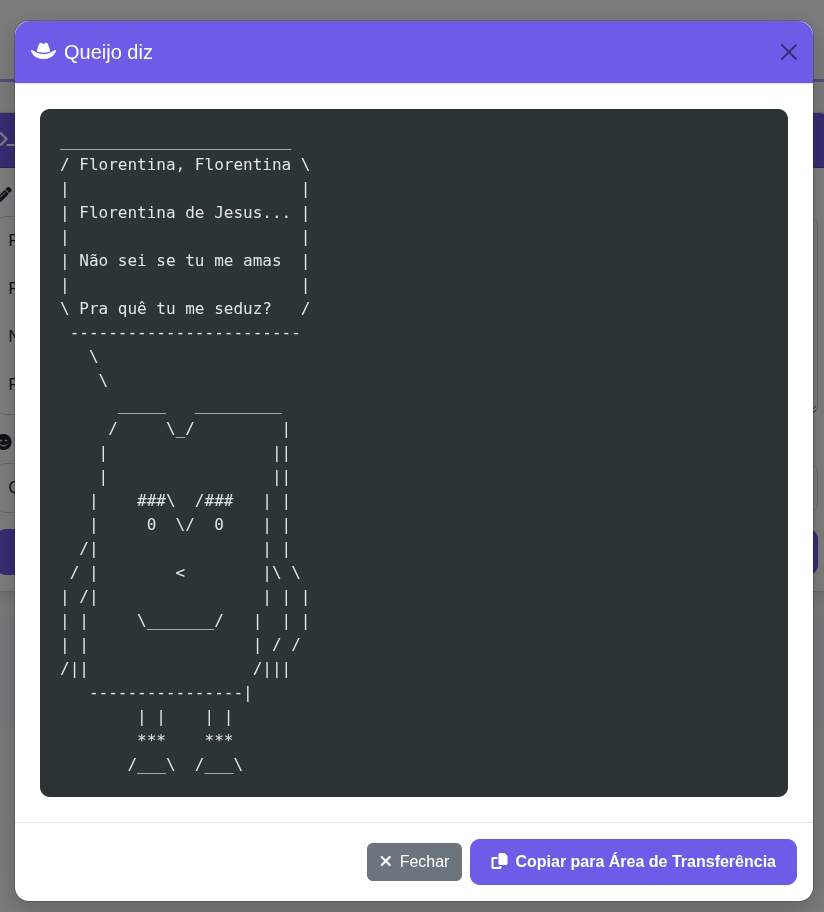 Queijo diz
 ________________________
/ Florentina, Florentina \
|                        |
| Florentina de Jesus... |
|                        |
| Não sei se tu me amas  |
|                        |
\ Pra quê tu me seduz?   /
 ------------------------
   \
    \
      _____   _________
     /     \_/         |
    |                 ||
    |                 ||
   |    ###\  /###   | |
   |     0  \/  0    | |
  /|                 | |
 / |        <        |\ \
| /|                 | | |
| |     \_______/   |  | |
| |                 | / /
/||                 /|||
   ----------------|
        | |    | |
        ***    ***
       /___\  /___\
Fechar
Copiar para Área de Transferência